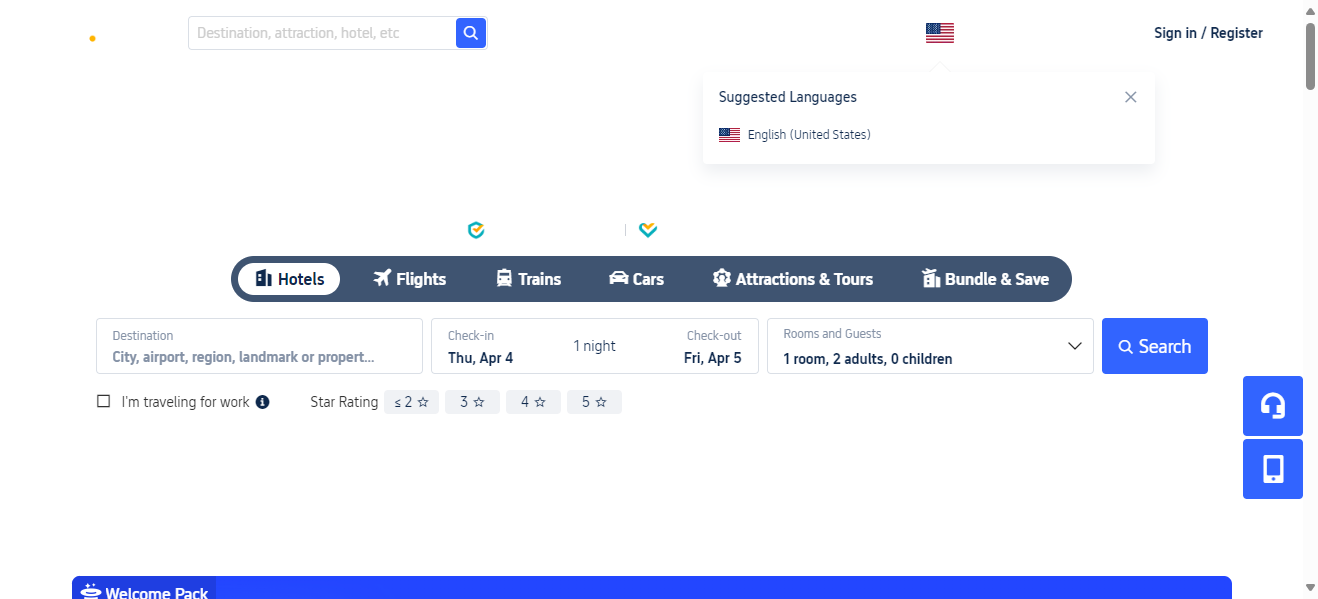 Destination, attraction, hotel, etc
Sign in / Register
Suggested Languages
English (United States)
Hotels
Flights
Trains
Cars
Attractions & Tours
Bundle & Save
Destination
City, airport, region, landmark or propert...
Check-in
Thu, Apr 4
1 night
Check-out
Fri, Apr 5
Rooms and Guests
1 room, 2 adults, 0 children
Search
I'm traveling for work
Star Rating
≤ 2 ☆
3 ☆
4 ☆
5 ☆
Welcome Pack